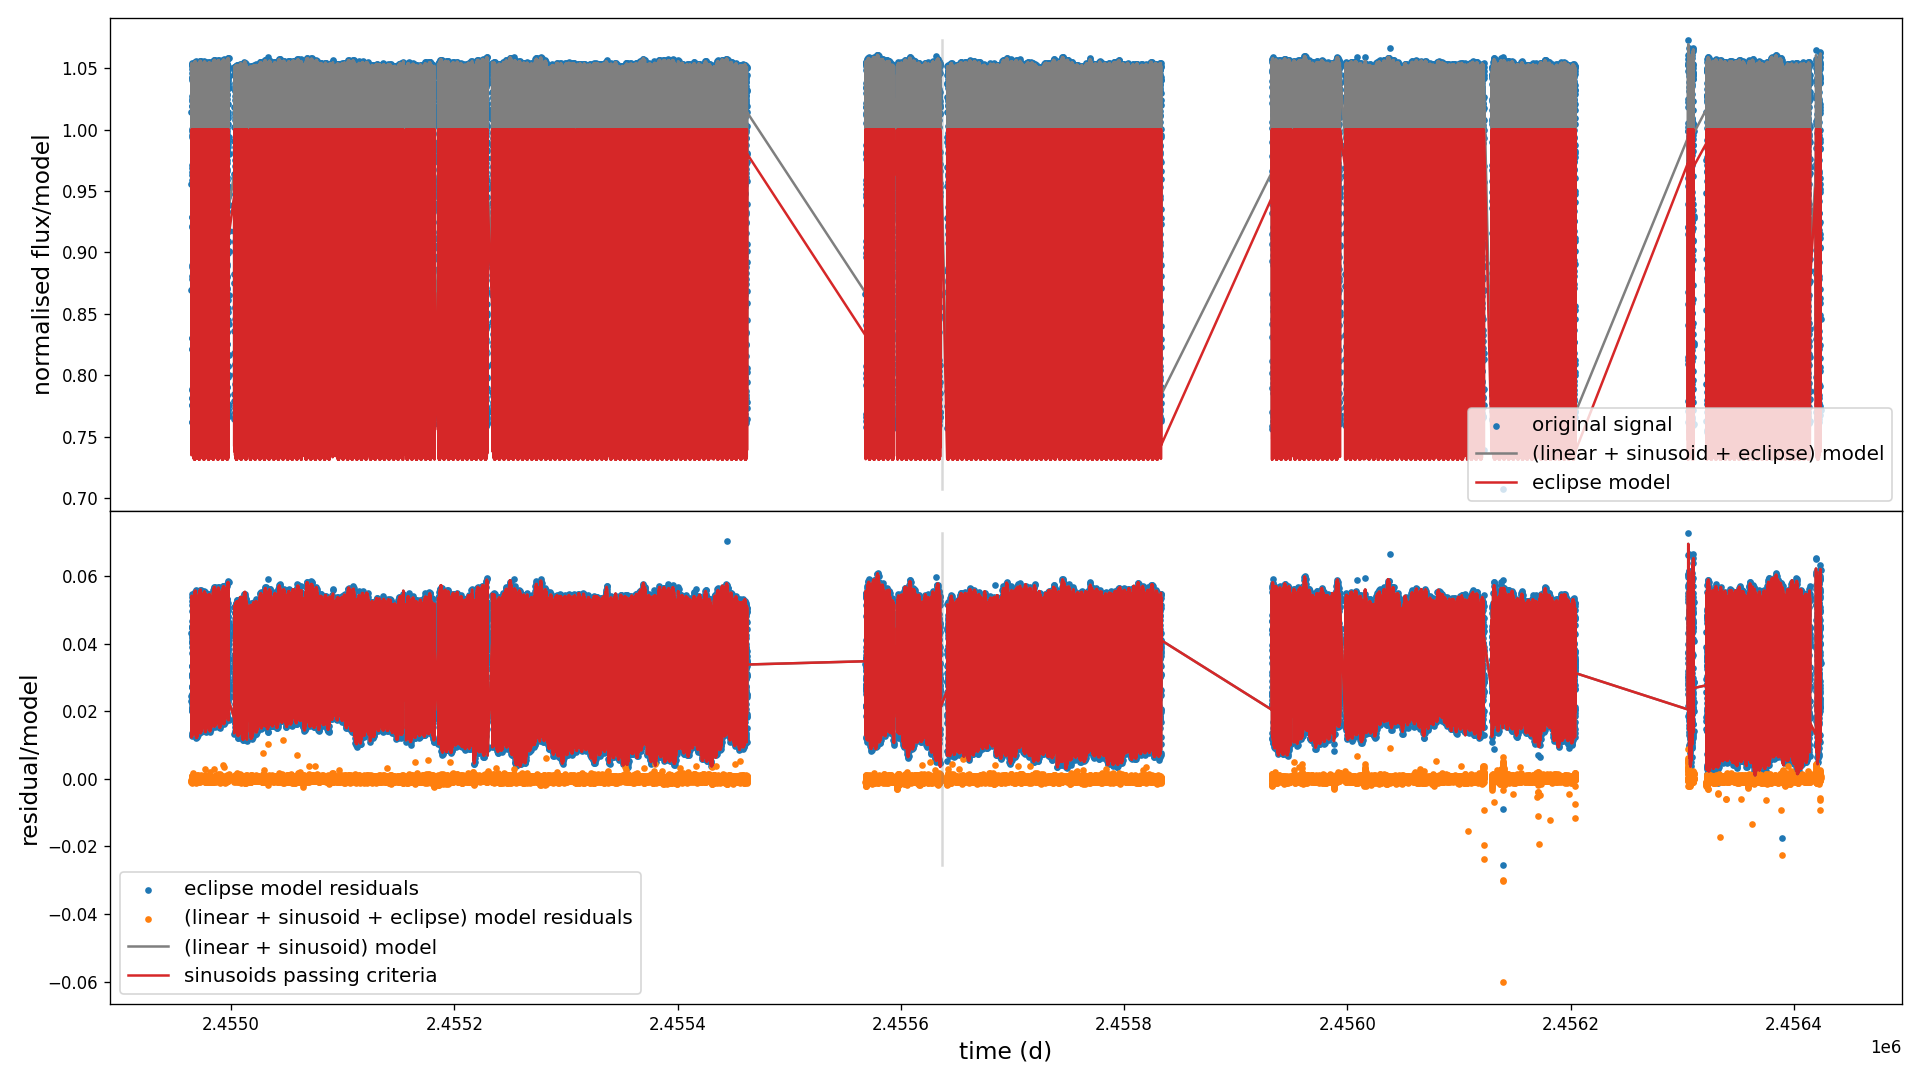 normalised flux/model
1.05
1.00
0.95
0.90
0.85
0.80
0.75
0.70
original signal
(linear + sinusoid + eclipse) model
eclipse model
residual/model
0.06
0.04
0.02
0.00
−0.02
−0.04
−0.06
eclipse model residuals
(linear + sinusoid + eclipse) model residuals
(linear + sinusoid) model
sinusoids passing criteria
2.4550 2.4552 2.4554 2.4556 2.4558 2.4560 2.4562 2.4564
1e6
time (d)